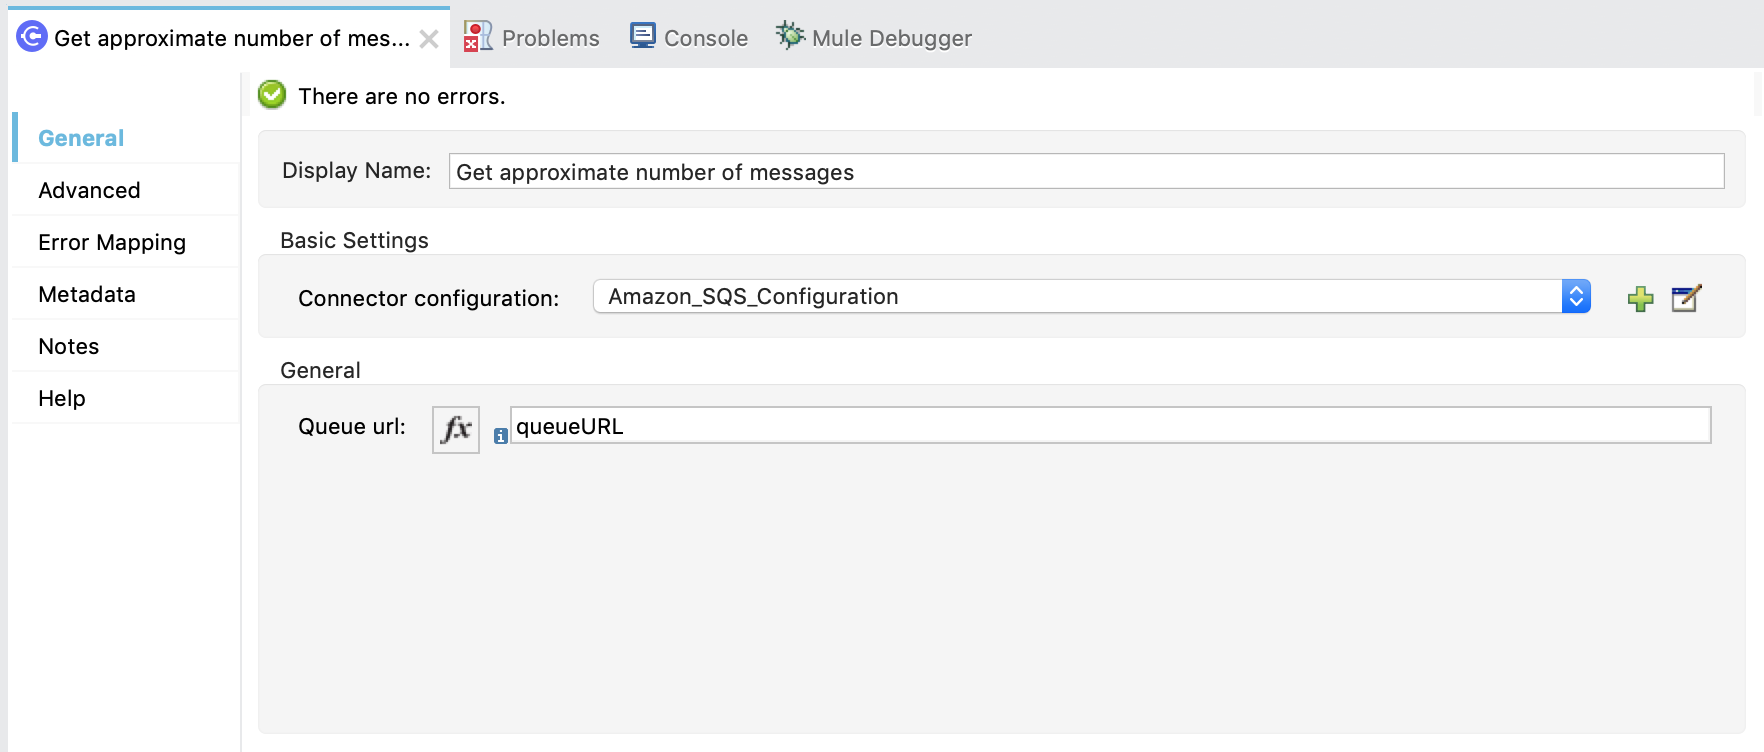 Get approximate number of mes...
Problems
Console
Mule Debugger
There are no errors.
General
Advanced
Error Mapping
Metadata
Notes
Help
Display Name: Get approximate number of messages
Basic Settings
Connector configuration: Amazon_SQS_Configuration
General
Queue url: fx i queueURL